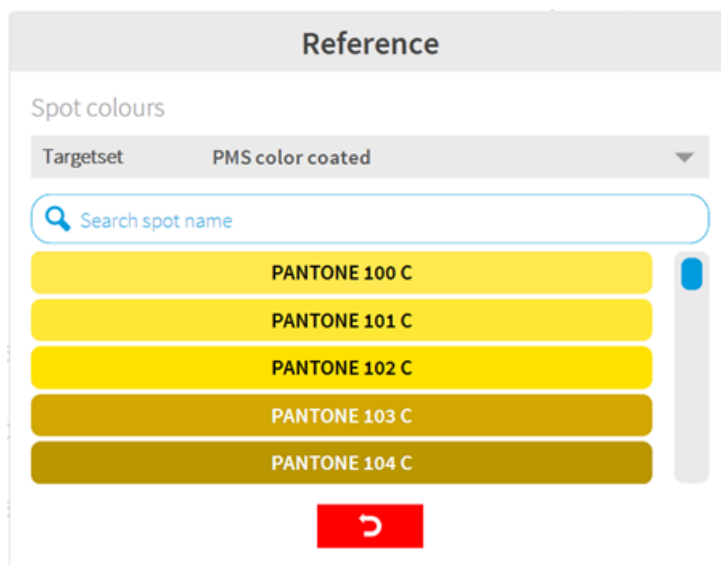 Reference
Spot colours
Targetset PMS color coated
Search spot name
PANTONE 100 C
PANTONE 101 C
PANTONE 102 C
PANTONE 103 C
PANTONE 104 C